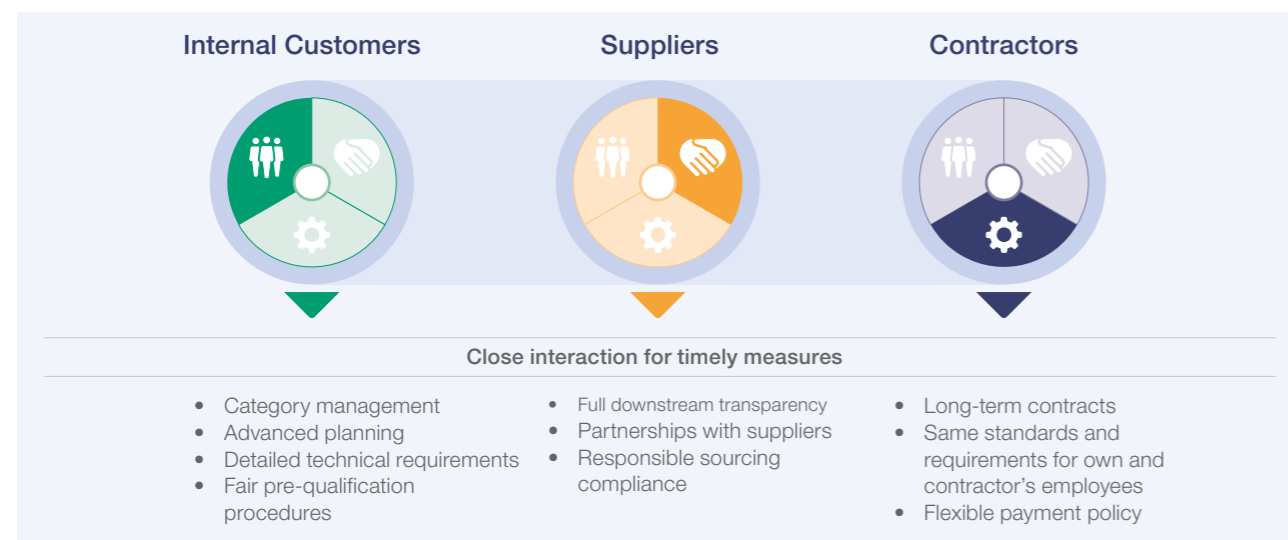 Internal Customers
Suppliers
Contractors
Close interaction for timely measures
• Category management
• Advanced planning
• Detailed technical requirements
• Fair pre-qualification
procedures
• Full downstream transparency
• Partnerships with suppliers
• Responsible sourcing
compliance
• Long-term contracts
• Same standards and
requirements for own and
contractor’s employees
• Flexible payment policy